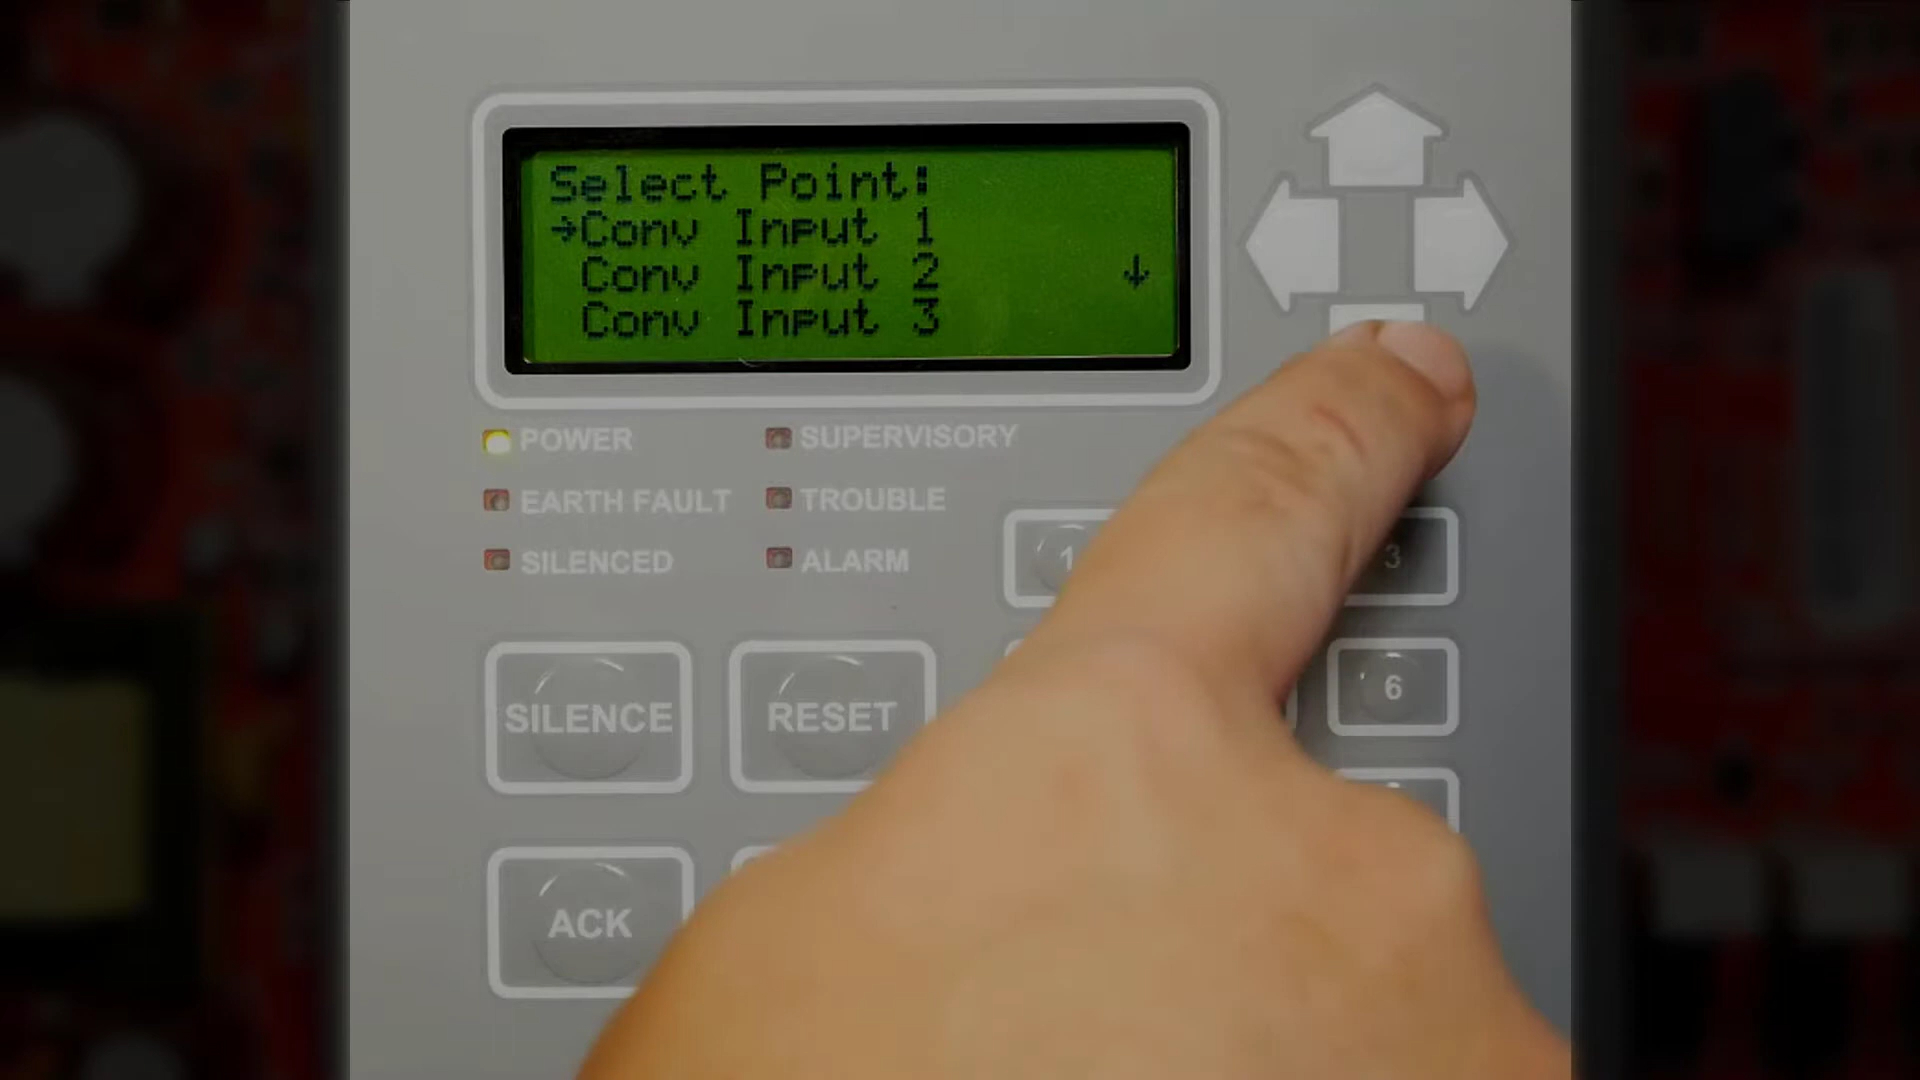 Select Point:
→Conv Input 1
Conv Input 2 ↓
Conv Input 3
POWER
SUPERVISORY
EARTH FAULT
TROUBLE
SILENCED
ALARM
1
3
SILENCE
RESET
6
ACK